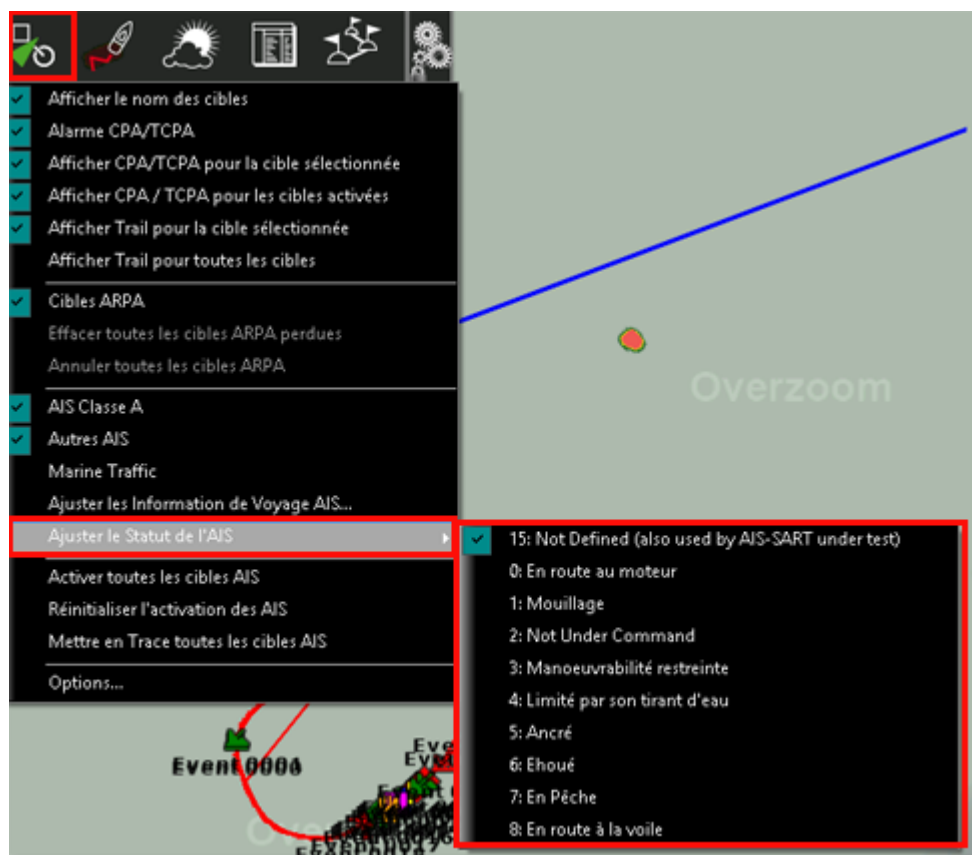 Afficher le nom des cibles
Alarme CPA/TCPA
Afficher CPA/TCPA pour la cible sélectionnée
Afficher CPA / TCPA pour les cibles activées
Afficher Trail pour la cible sélectionnée
Afficher Trail pour toutes les cibles
Cibles ARPA
Effacer toutes les cibles ARPA perdues
Annuler toutes les cibles ARPA
Overzoom
AIS Classe A
Autres AIS
Marine Traffic
Ajuster les Information de Voyage AIS...
Ajuster le Statut de l'AIS
Activer toutes les cibles AIS
Réinitialiser l'activation des AIS
Mettre en Trace toutes les cibles AIS
Options...
15: Not Defined (also used by AIS-SART under test)
0: En route au moteur
1: Mouillage
2: Not Under Command
3: Manoeuvrabilité restreinte
4: Limité par son tirant d'eau
5: Ancré
6: Ehoué
7: En Pêche
8: En route à la voile